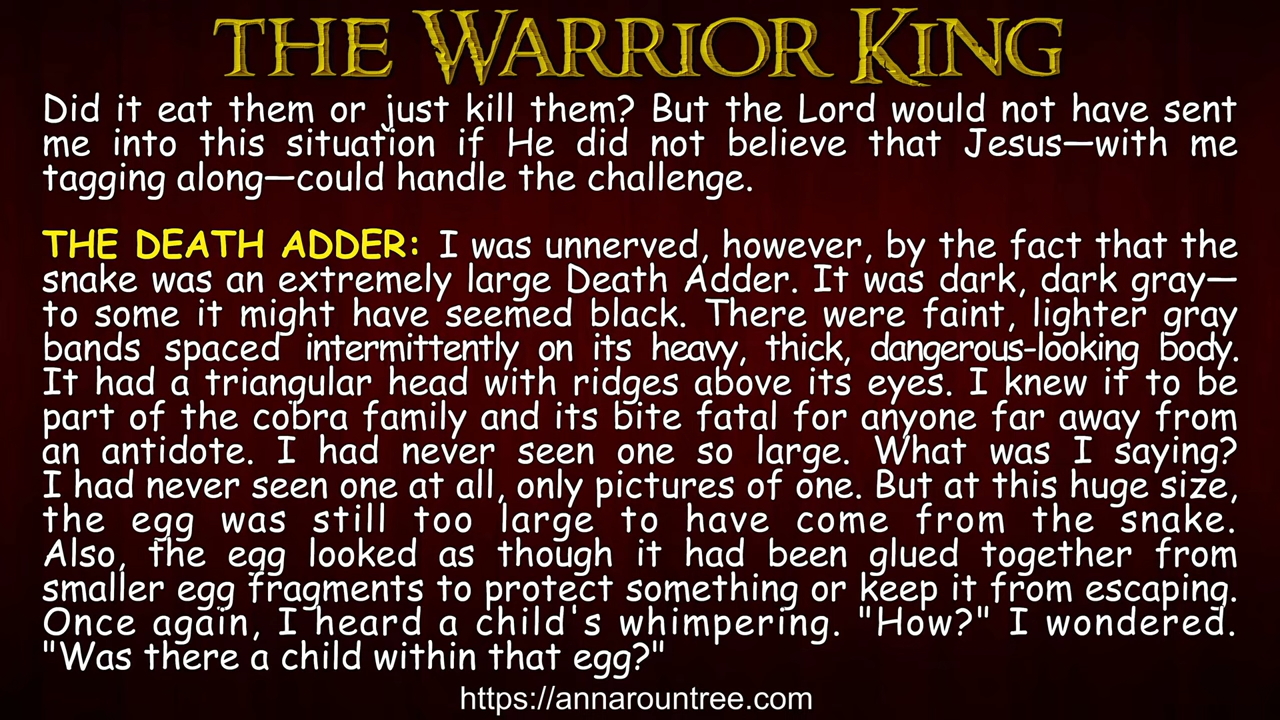 THE WARRIOR KING
Did it eat them or just kill them? But the Lord would not have sent
me into this situation if He did not believe that Jesus—with me
tagging along—could handle the challenge.
THE DEATH ADDER: I was unnerved, however, by the fact that the
snake was an extremely large Death Adder. It was dark, dark gray—
to some it might have seemed black. There were faint, lighter gray
bands spaced intermittently on its heavy, thick, dangerous-looking body.
It had a triangular head with ridges above its eyes. I knew it to be
part of the cobra family and its bite fatal for anyone far away from
an antidote. I had never seen one so large. What was I saying?
I had never seen one at all, only pictures of one. But at this huge size,
the egg was still too large to have come from the snake.
Also, the egg looked as though it had been glued together from
smaller egg fragments to protect something or keep it from escaping.
Once again, I heard a child's whimpering. "How?" I wondered.
"Was there a child within that egg?"
https://annarountree.com